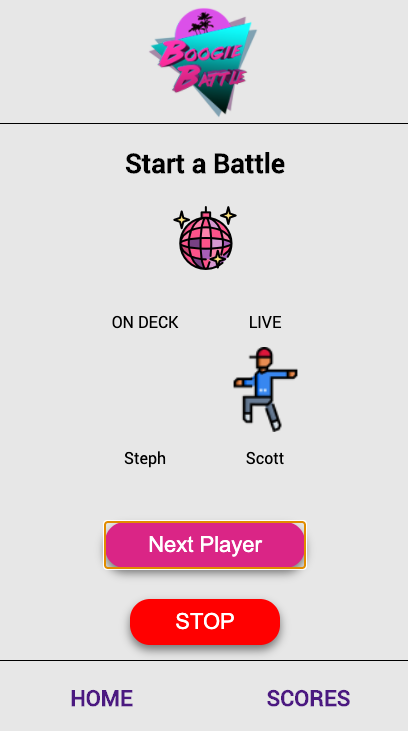 BOOGIE
BATTLE
Start a Battle
ON DECK LIVE
Steph Scott
Next Player
STOP
HOME SCORES